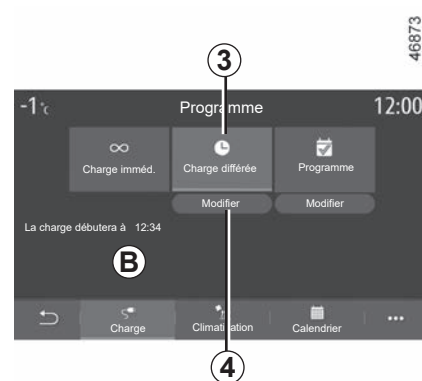 46873
3
-1°c Programme 12:00
∞
Charge imméd. Charge différée Programme
Modifier Modifier
La charge débutera à 12:34
B
Charge Climatisation Calendrier •••
4